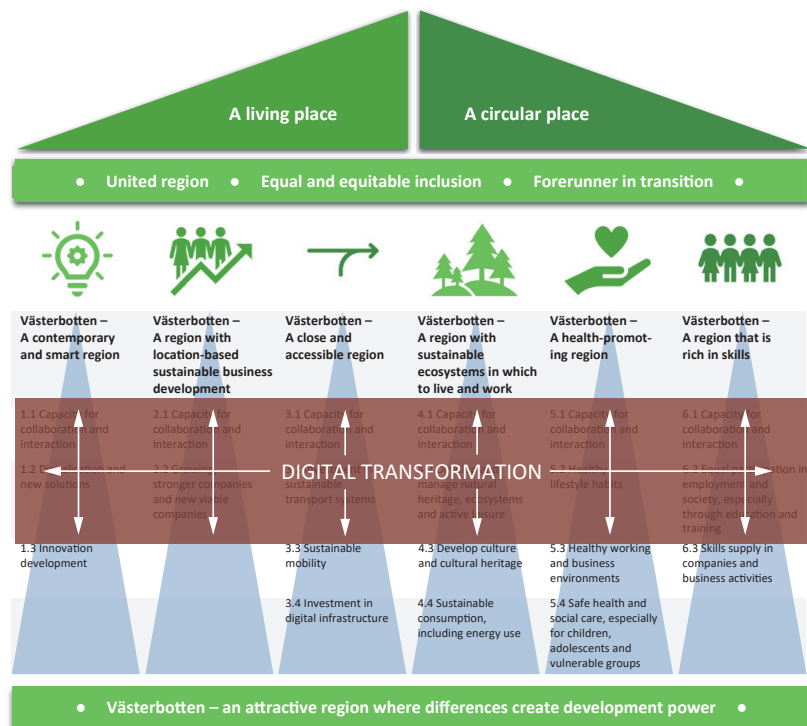 A living place
A circular place
• United region • Equal and equitable inclusion • Forerunner in transition •
Västerbotten –
A contemporary
and smart region
Västerbotten –
A region with
location-based
sustainable business
development
Västerbotten –
A close and
accessible region
Västerbotten –
A region with
sustainable
ecosystems in which
to live and work
Västerbotten –
A health-promot-
ing region
Västerbotten –
A region that is
rich in skills
1.1 Capacity for
collaboration and
interaction
2.1 Capacity for
collaboration and
interaction
3.1 Capacity for
collaboration and
interaction
4.1 Capacity for
collaboration and
interaction
5.1 Capacity for
collaboration and
interaction
6.1 Capacity for
collaboration and
interaction
DIGITAL TRANSFORMATION
new solutions
stronger companies
and new viable
companies
sustainable
transport systems
manage natural
heritage, ecosystems
and active leisure
5.2 Healthy
lifestyle habits
6.2 Equal participation in
employment and
society, especially
through education and
training
1.3 Innovation
development
3.3 Sustainable
mobility
4.3 Develop culture
and cultural heritage
5.3 Healthy working
and business
environments
6.3 Skills supply in
companies and
business activities
3.4 Investment in
digital infrastructure
4.4 Sustainable
consumption,
including energy use
5.4 Safe health and
social care, especially
for children,
adolescents and
vulnerable groups
• Västerbotten – an attractive region where differences create development power •